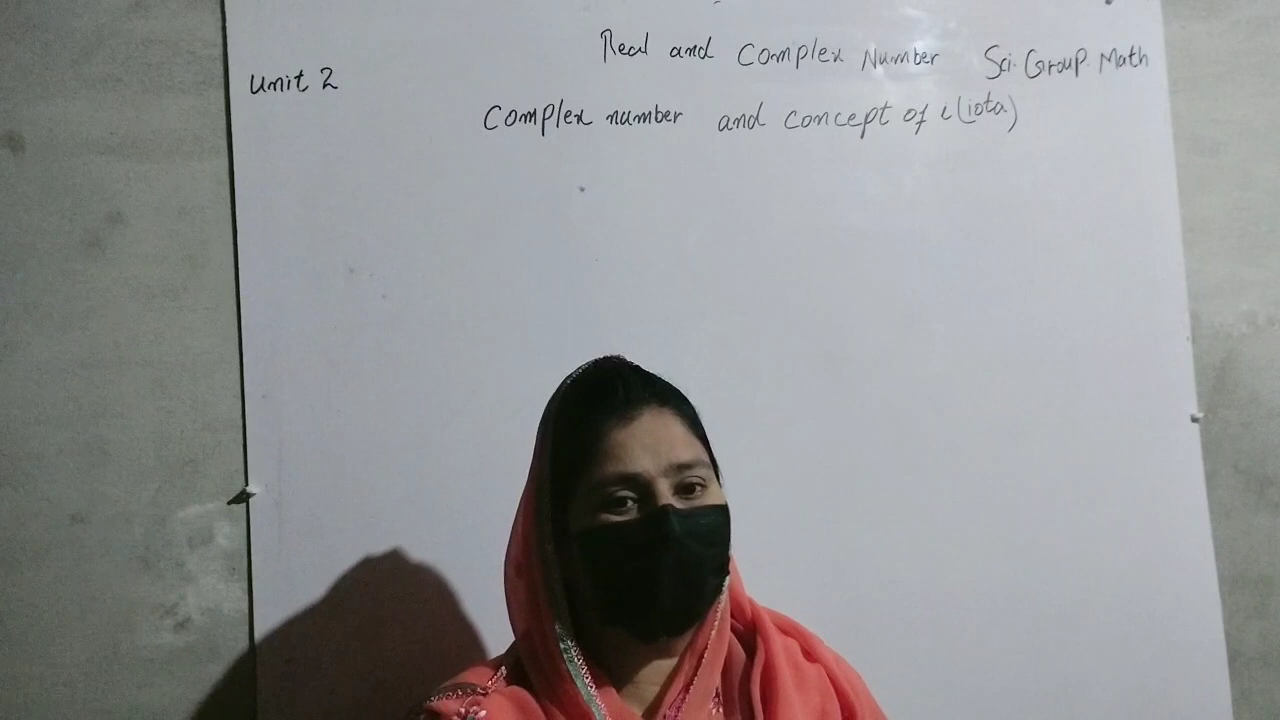 Real and Complex Number Sci. Group. Math
Unit 2
Complex number and concept of i (iota)